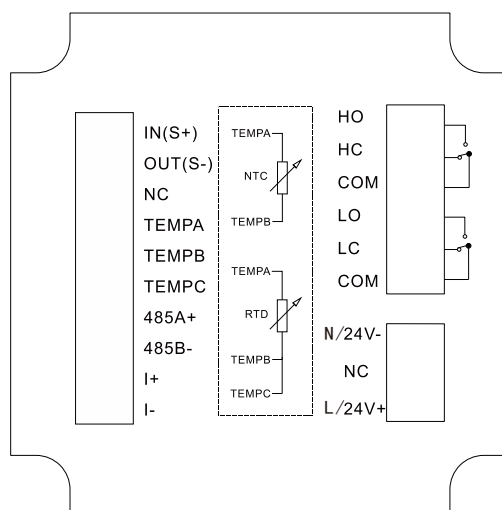 IN(S+)
OUT(S-)
NC
TEMPA
TEMPB
TEMPC
485A+
485B-
I+
I-
TEMPA
NTC
TEMPB
TEMPA
RTD
TEMPB
TEMPC
HO
HC
COM
LO
LC
COM
N/24V-
NC
L/24V+